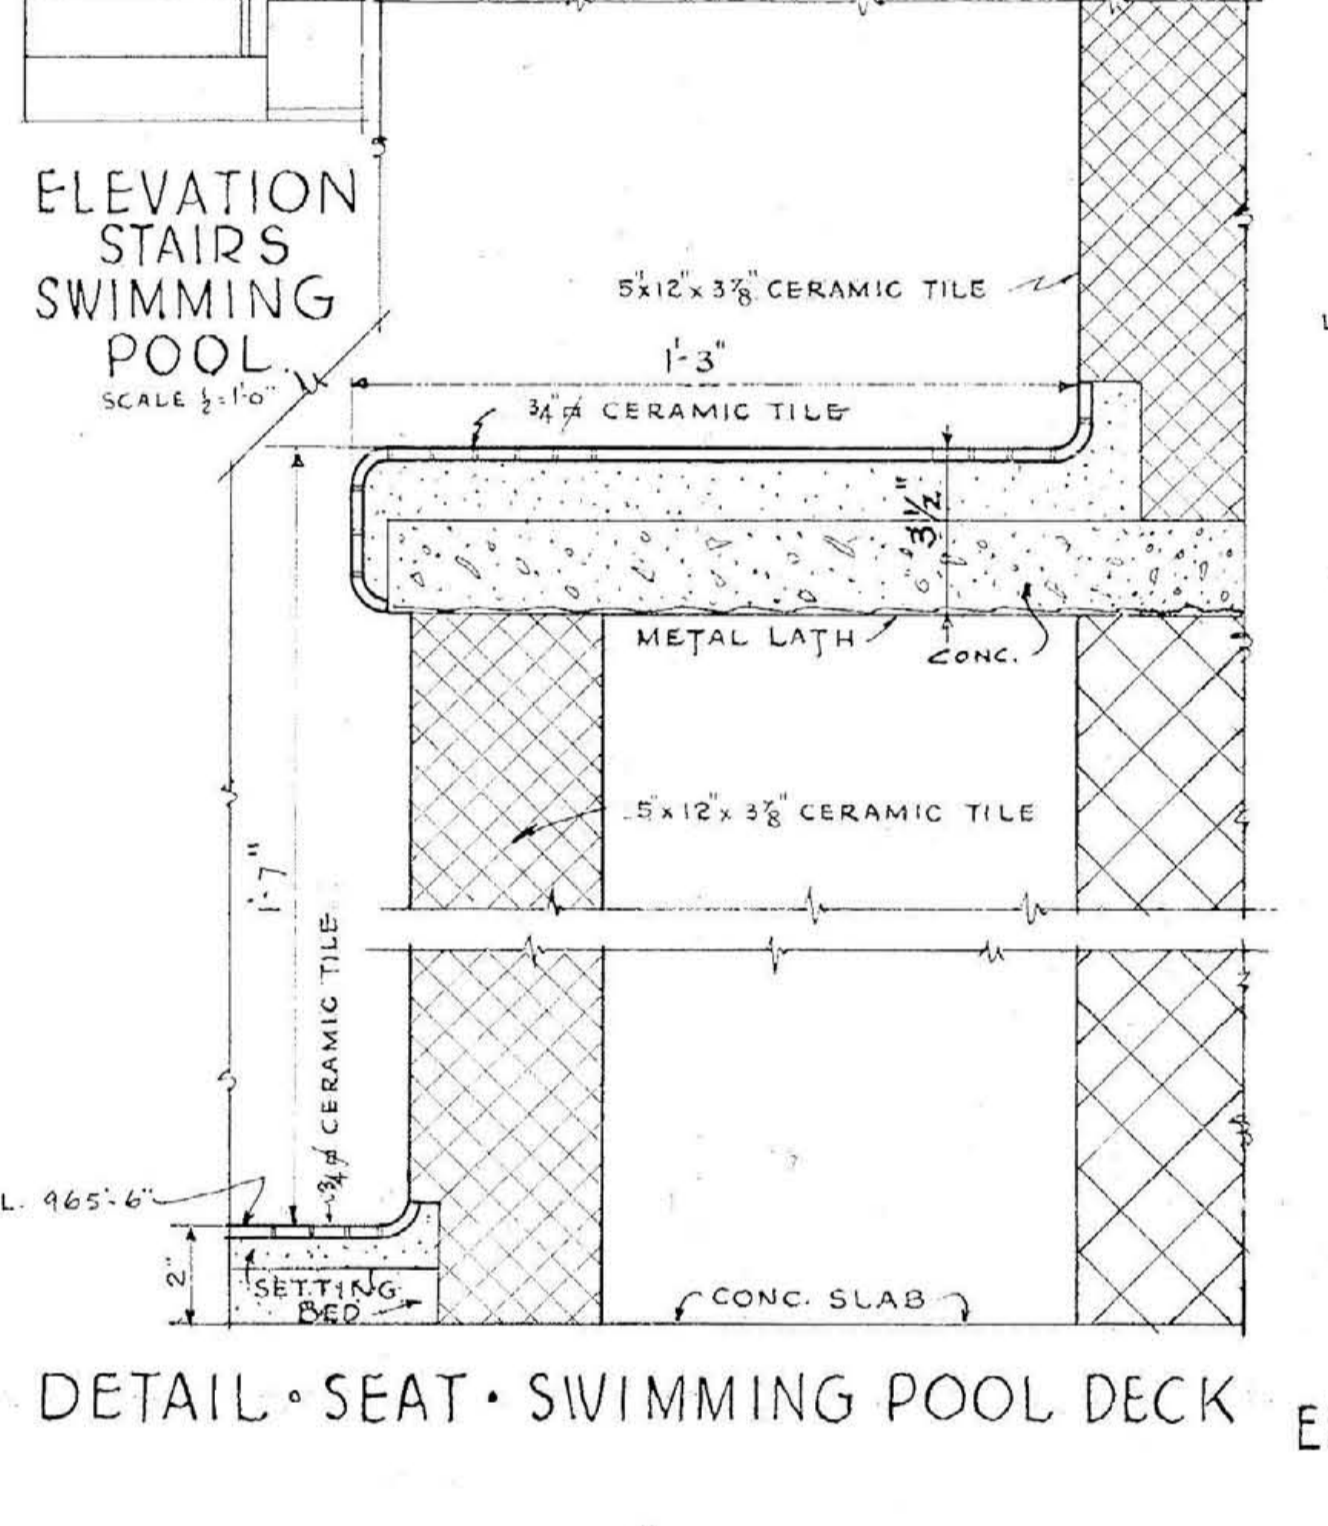 ELEVATION
STAIRS
SWIMMING
POOL.
SCALE ½=1'-0"
5"x12"x 3⅞" CERAMIC TILE
1'-3"
¾"⌀ CERAMIC TILE
3½"
METAL LATH
CONC.
5"x12"x 3⅞" CERAMIC TILE
1'-7"
¾"⌀ CERAMIC TILE
L. 965'-6"
2"
SETTING
BED
CONC. SLAB
DETAIL · SEAT · SWIMMING POOL DECK